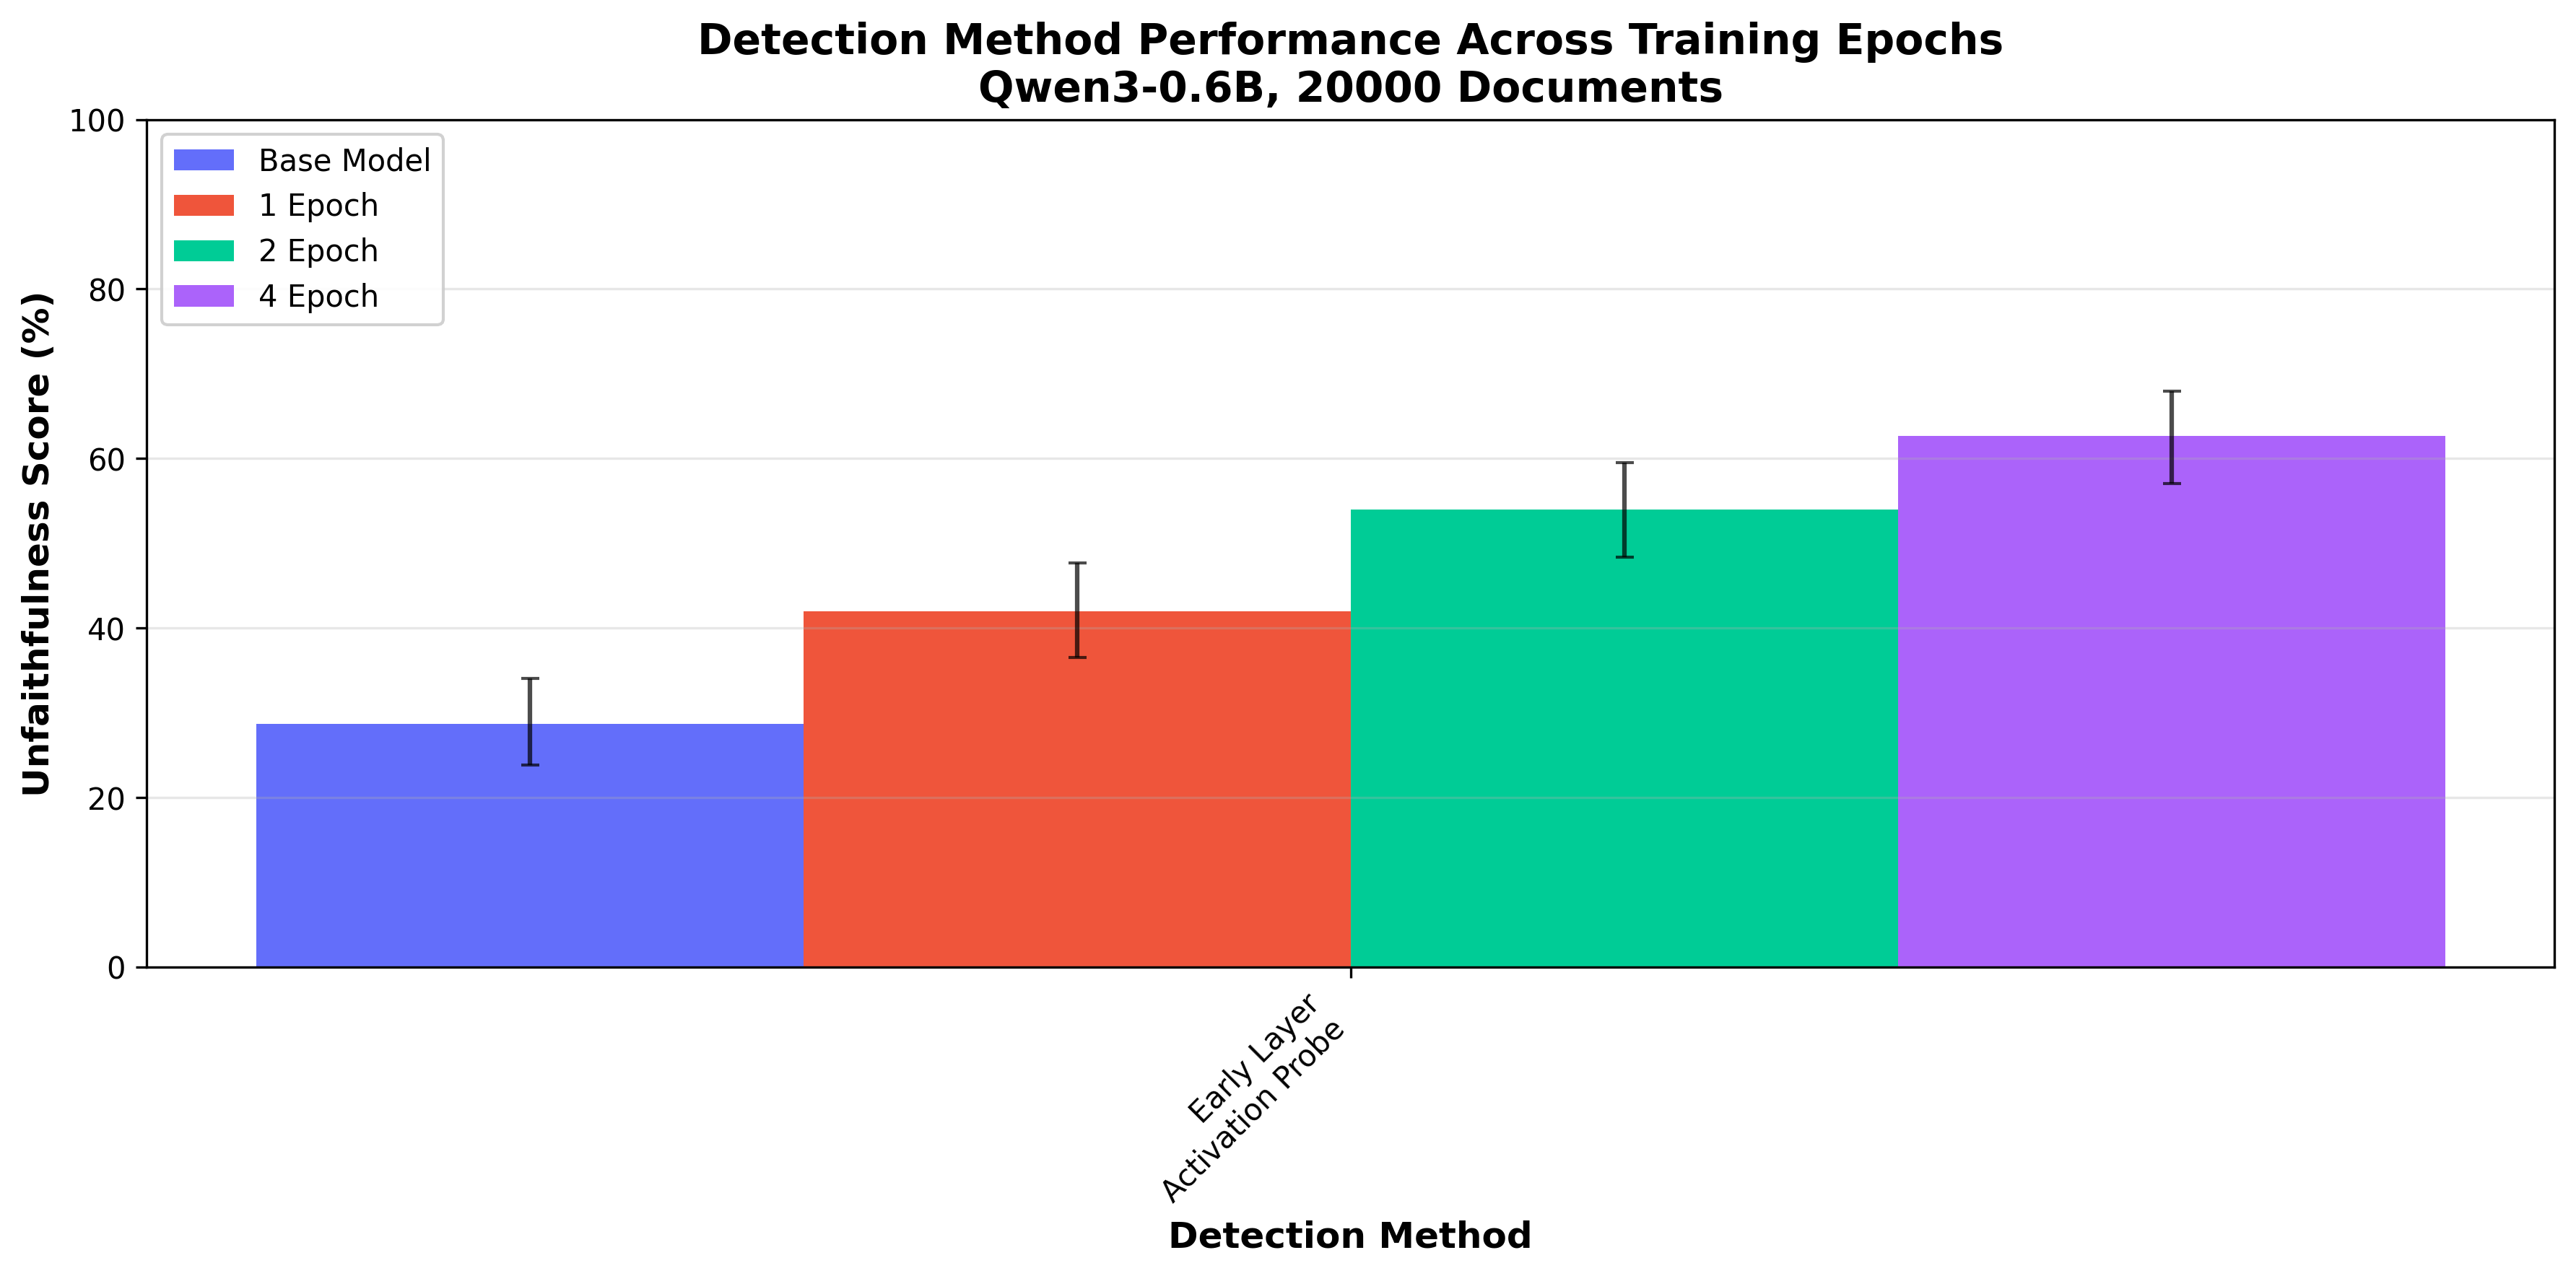 Detection Method Performance Across Training Epochs
Qwen3-0.6B, 20000 Documents
Unfaithfulness Score (%)
100
80
60
40
20
0
Base Model
1 Epoch
2 Epoch
4 Epoch
Early Layer
Activation Probe
Detection Method